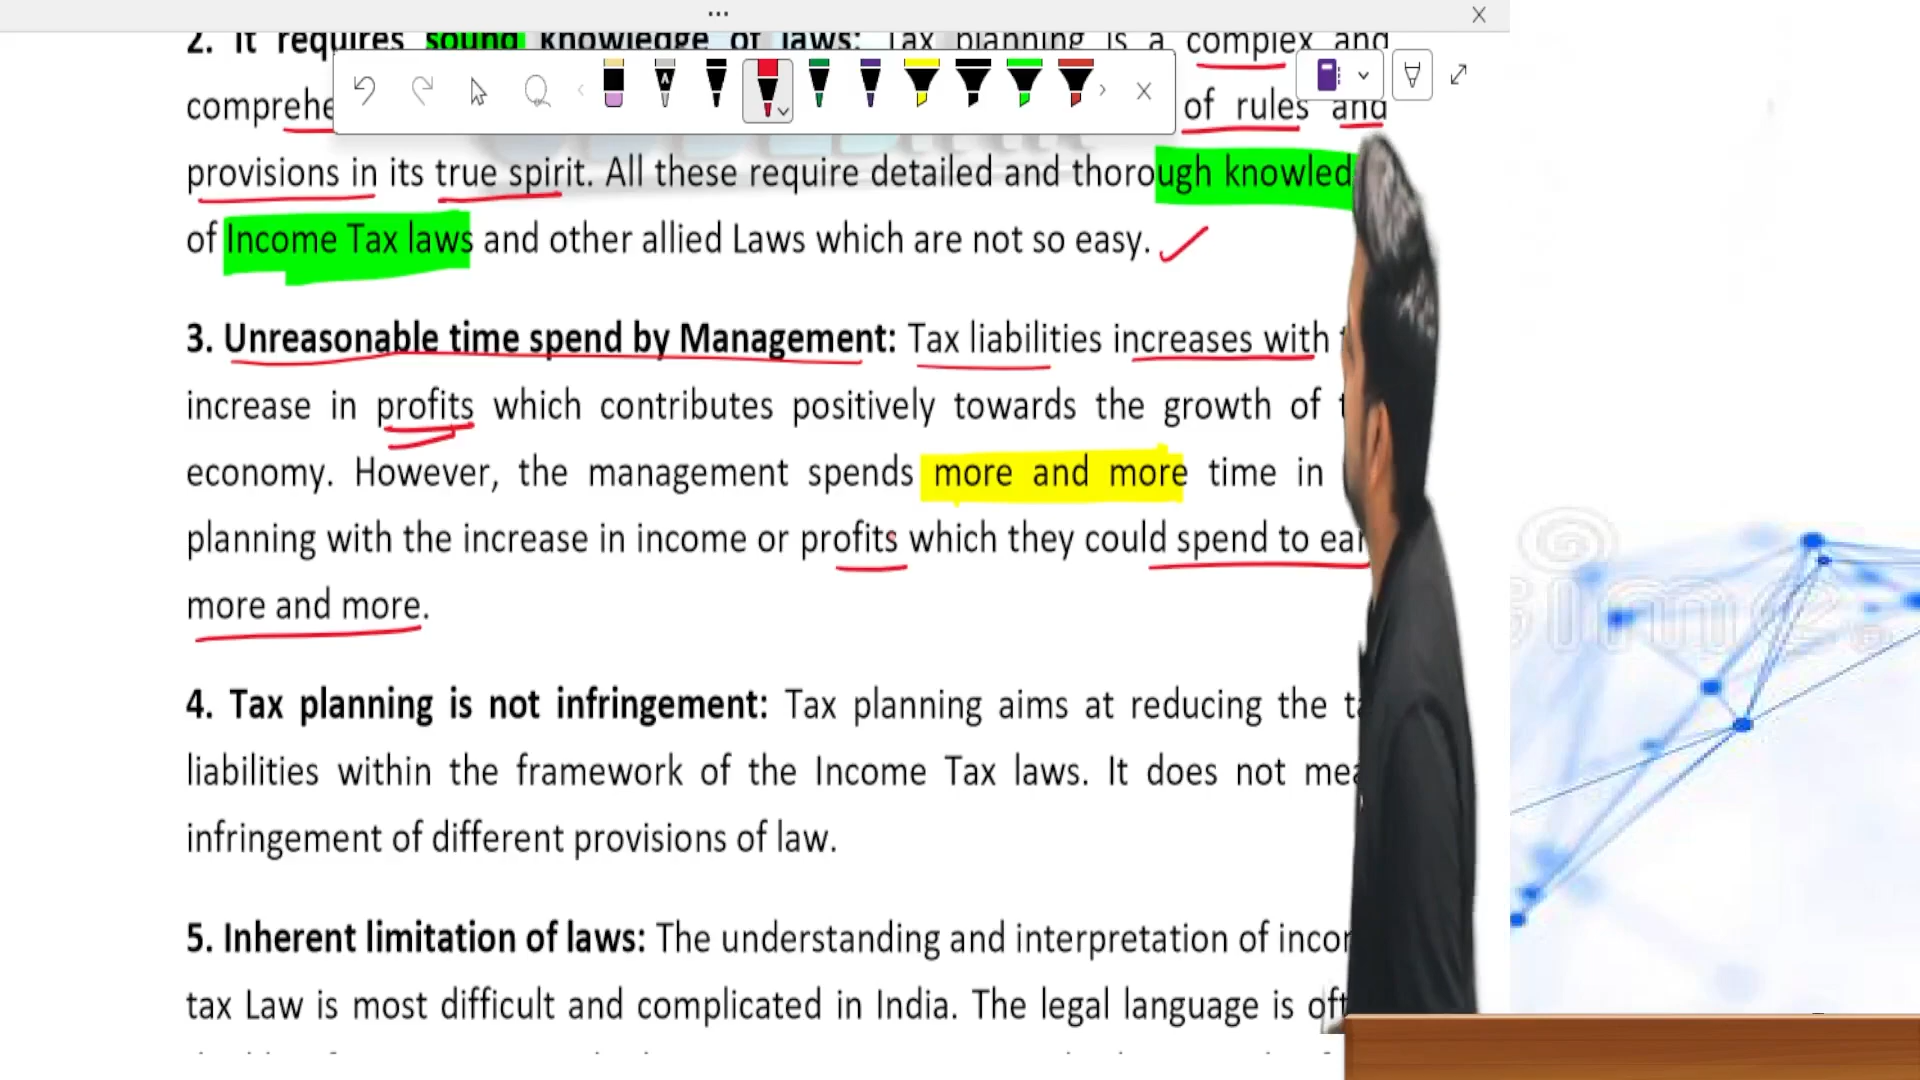 2. It requires sound knowledge of laws: Tax planning is a complex and
of rules and
provisions in its true spirit. All these require detailed and thorough
of Income Tax laws and other allied Laws which are not so easy.
3. Unreasonable time spend by Management: Tax liabilities increases with
increase in profits which contributes positively towards the growth of
economy. However, the management spends more and more time in
planning with the increase in income or profits which they could spend to
more and more.
4. Tax planning is not infringement: Tax planning aims at reducing the
liabilities within the framework of the Income Tax laws. It does not
infringement of different provisions of law.
5. Inherent limitation of laws: The understanding and interpretation of
tax Law is most difficult and complicated in India. The legal language is